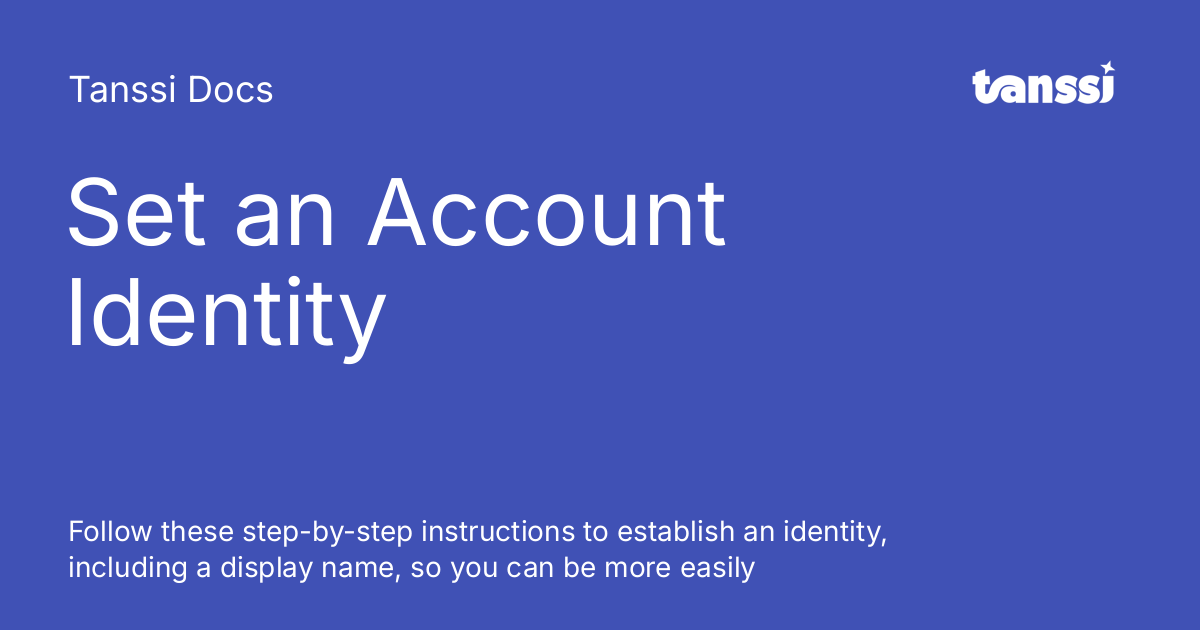 Tanssi Docs
tanssi
Set an Account
Identity
Follow these step-by-step instructions to establish an identity,
including a display name, so you can be more easily